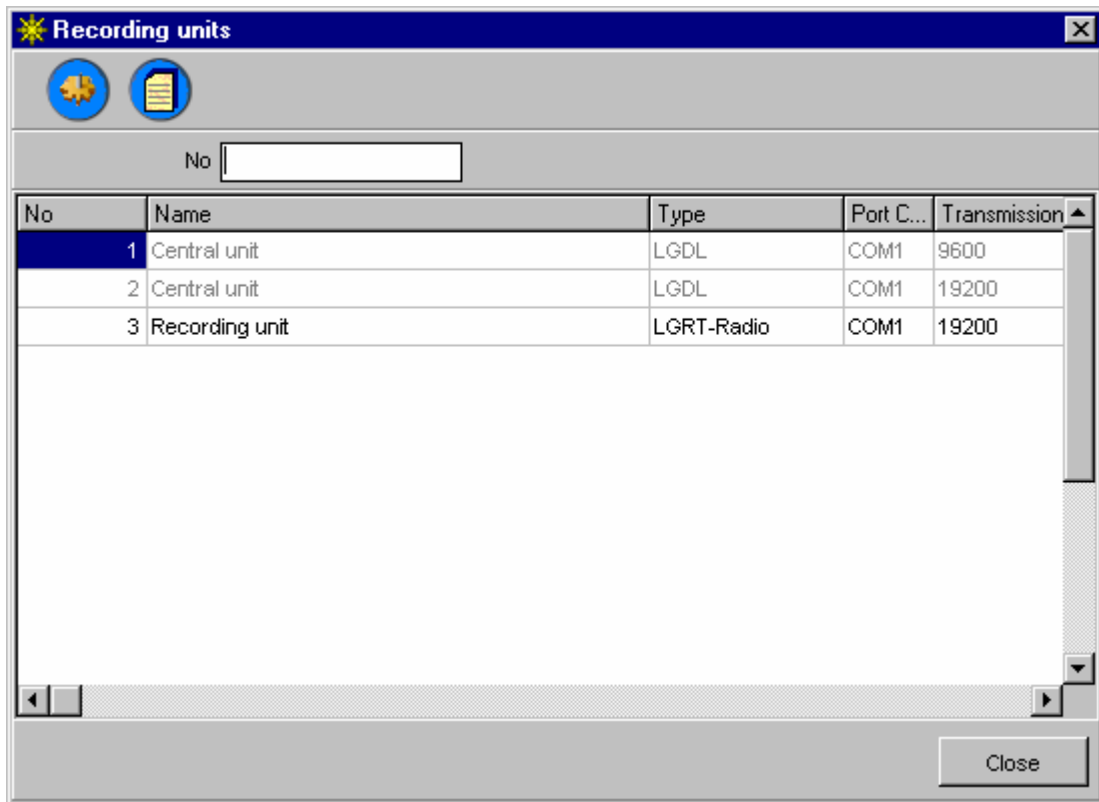 Recording units
No
No Name Type Port C... Transmission
1 Central unit LGDL COM1 9600
2 Central unit LGDL COM1 19200
3 Recording unit LGRT-Radio COM1 19200
Close